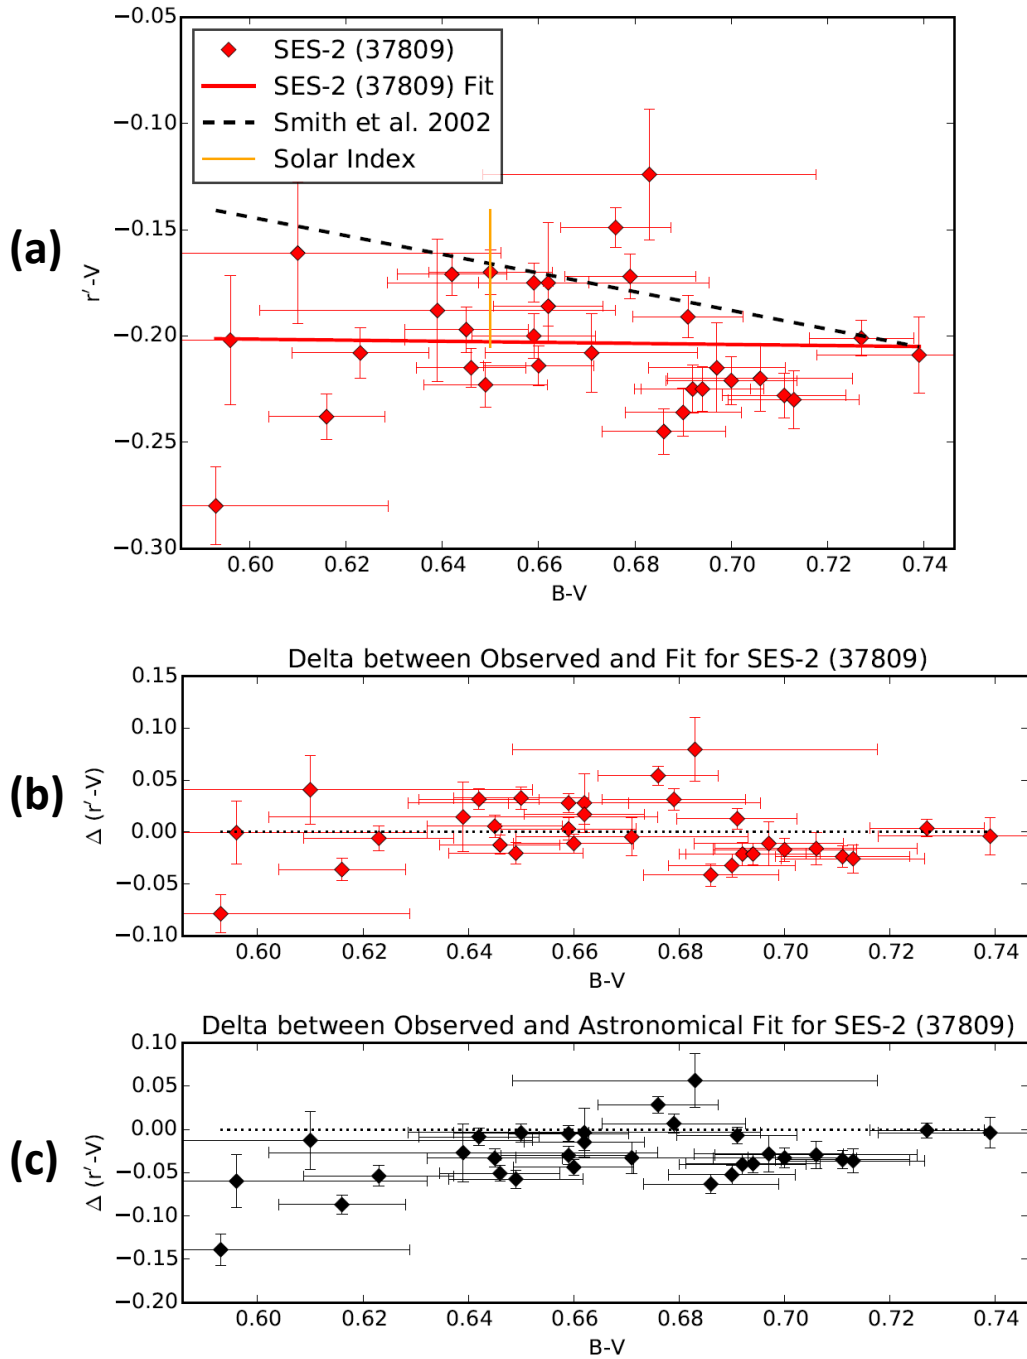 (a)
−0.05
−0.10
−0.15
−0.20
−0.25
−0.30
r′-V
SES-2 (37809)
SES-2 (37809) Fit
Smith et al. 2002
Solar Index
0.60 0.62 0.64 0.66 0.68 0.70 0.72 0.74
B-V
Delta between Observed and Fit for SES-2 (37809)
(b)
0.15
0.10
0.05
0.00
−0.05
−0.10
Δ (r′-V)
0.60 0.62 0.64 0.66 0.68 0.70 0.72 0.74
B-V
Delta between Observed and Astronomical Fit for SES-2 (37809)
(c)
0.10
0.05
0.00
−0.05
−0.10
−0.15
−0.20
Δ (r′-V)
0.60 0.62 0.64 0.66 0.68 0.70 0.72 0.74
B-V